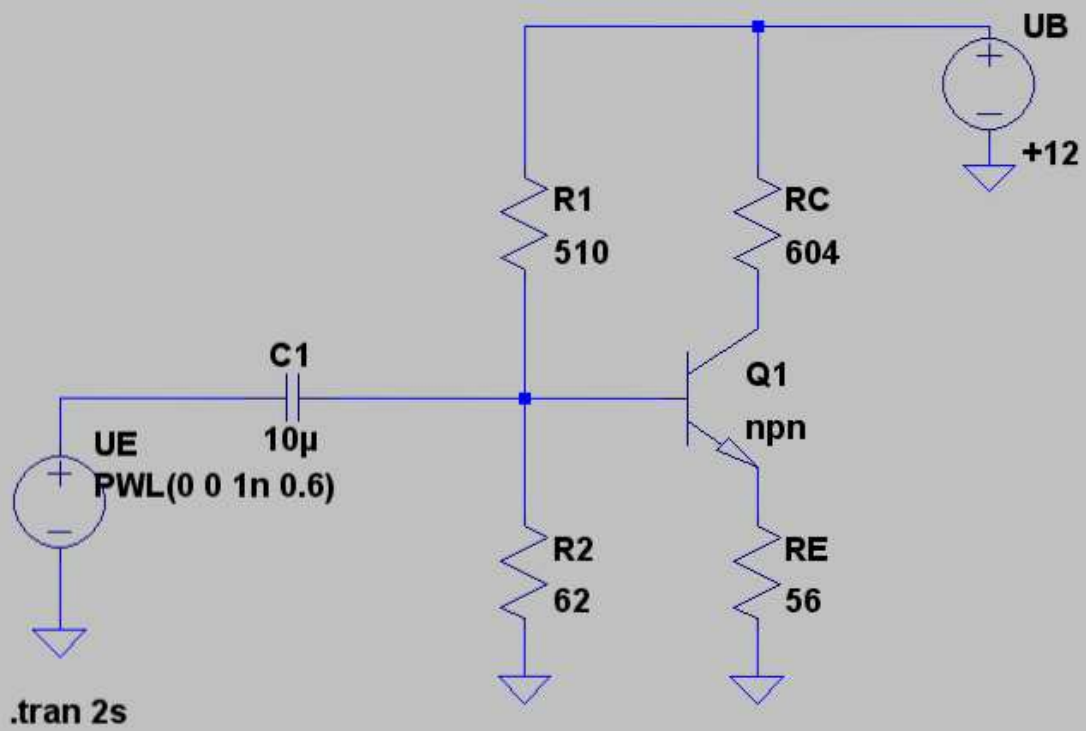 UB
+12
R1
510
RC
604
C1
10µ
Q1
npn
UE
PWL(0 0 1n 0.6)
R2
62
RE
56
.tran 2s